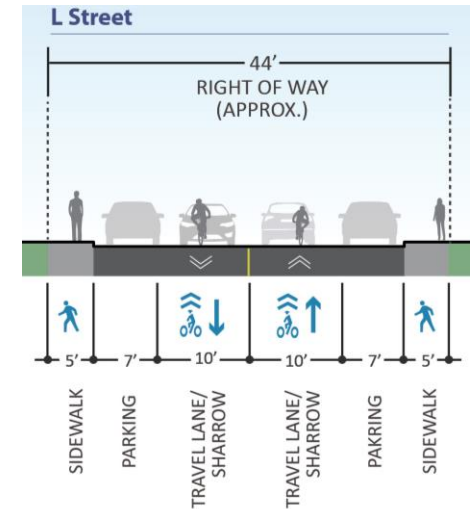 L Street
44'
RIGHT OF WAY
(APPROX.)
5' 7' 10' 10' 7' 5'
SIDEWALK
PARKING
TRAVEL LANE/
SHARROW
TRAVEL LANE/
SHARROW
PAKRING
SIDEWALK